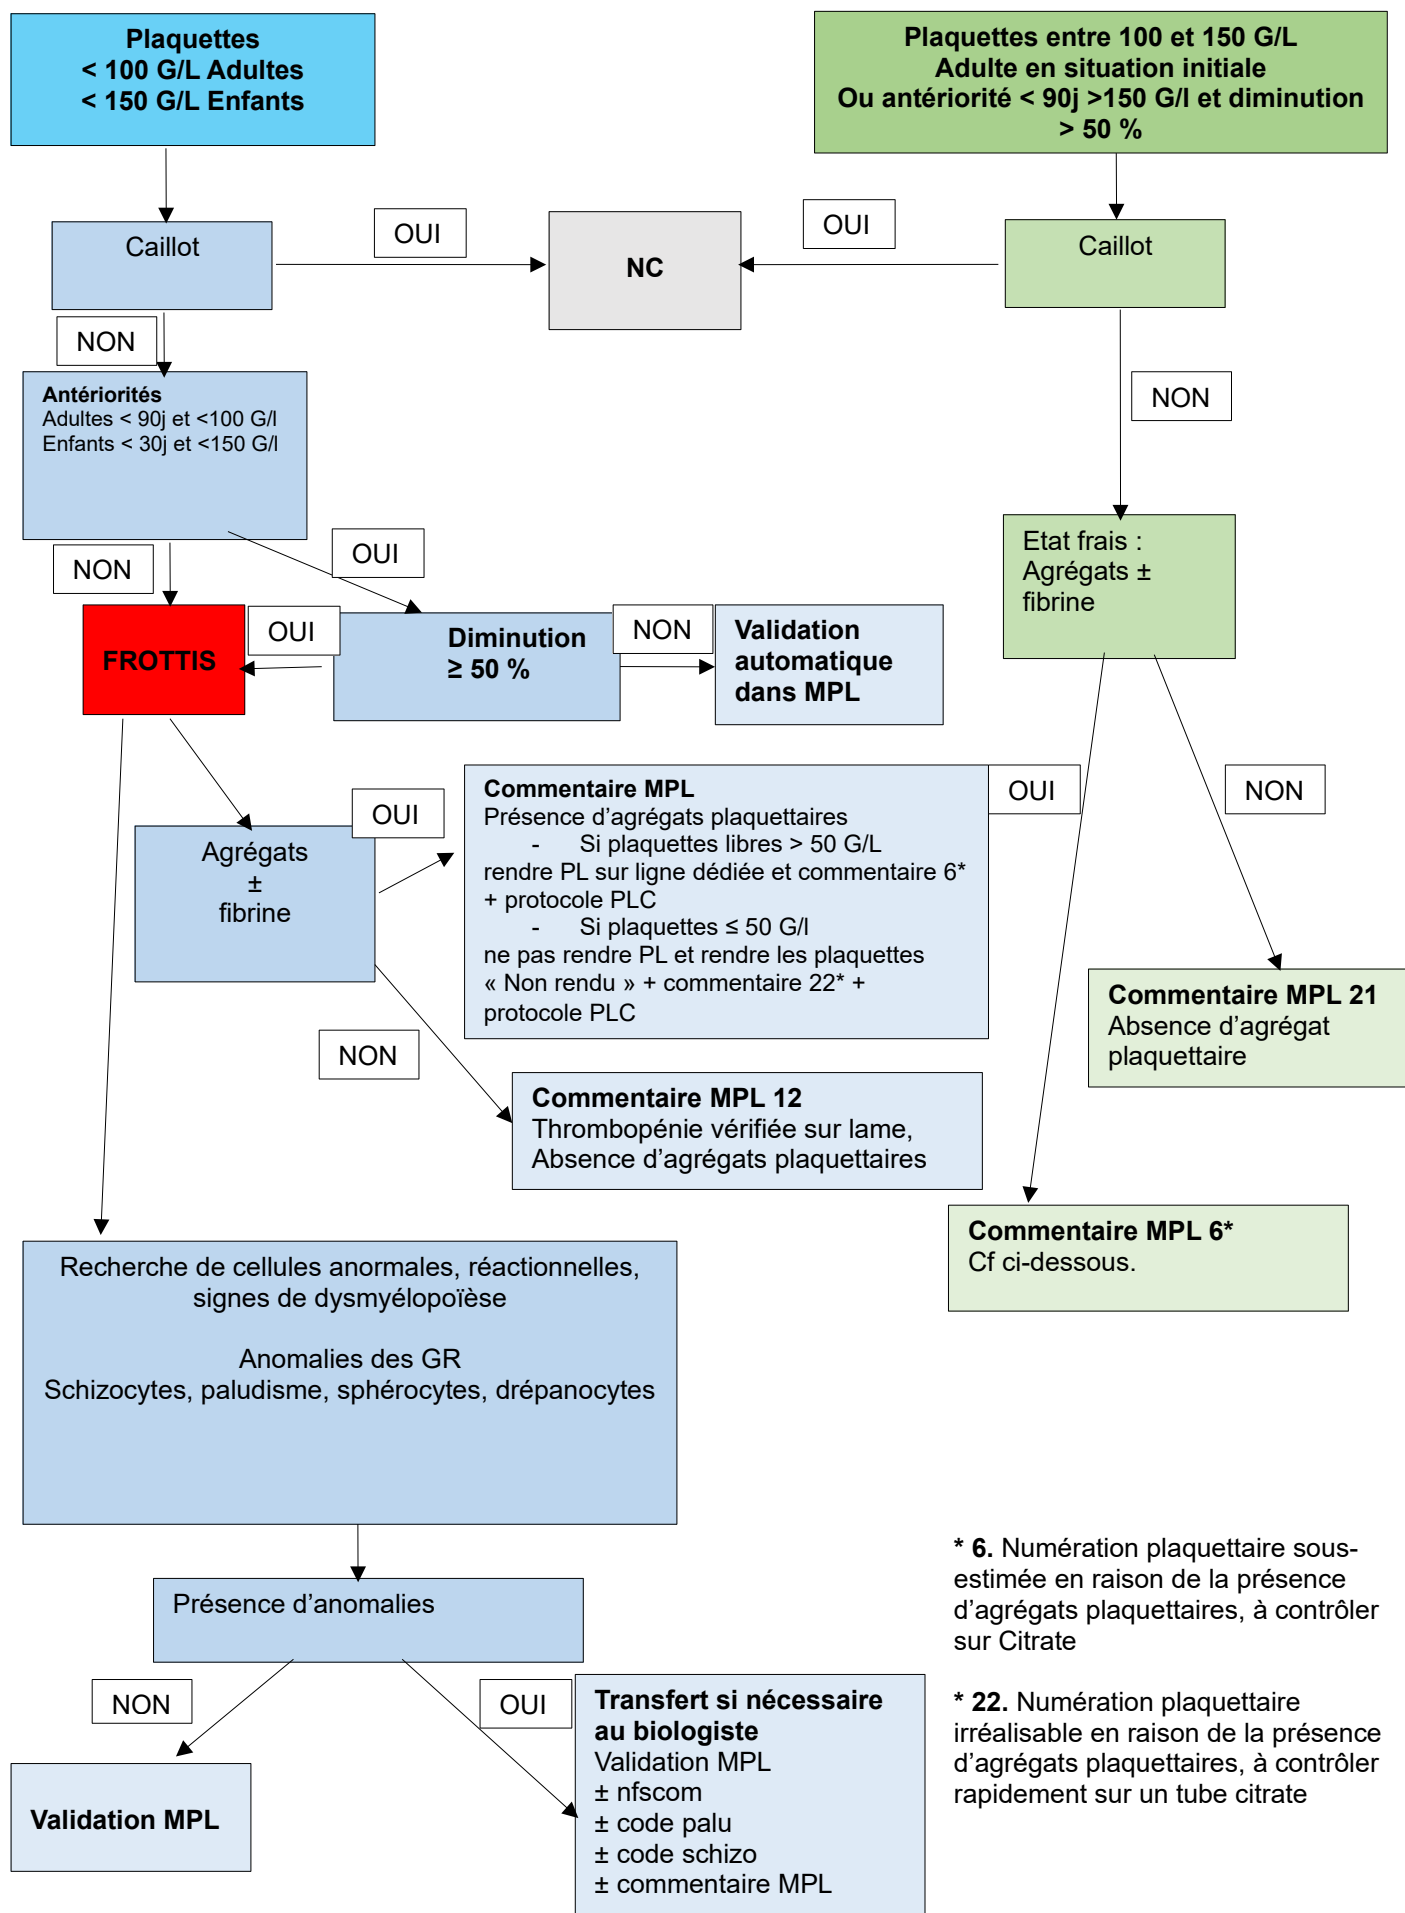 Plaquettes
< 100 G/L Adultes
< 150 G/L Enfants
Plaquettes entre 100 et 150 G/L
Adulte en situation initiale
Ou antériorité < 90j >150 G/l et diminution
> 50 %
Caillot
OUI
NC
OUI
Caillot
NON
NON
Antériorités
Adultes < 90j et <100 G/l
Enfants < 30j et <150 G/l
NON
OUI
Etat frais :
Agrégats ±
fibrine
FROTTIS
OUI
Diminution
≥ 50 %
NON
Validation
automatique
dans MPL
Agrégats
±
fibrine
OUI
Commentaire MPL
Présence d’agrégats plaquettaires
- Si plaquettes libres > 50 G/L
rendre PL sur ligne dédiée et commentaire 6*
+ protocole PLC
- Si plaquettes ≤ 50 G/l
ne pas rendre PL et rendre les plaquettes
« Non rendu » + commentaire 22* +
protocole PLC
OUI
NON
Commentaire MPL 21
Absence d’agrégat
plaquettaire
NON
Commentaire MPL 12
Thrombopénie vérifiée sur lame,
Absence d’agrégats plaquettaires
Commentaire MPL 6*
Cf ci-dessous.
Recherche de cellules anormales, réactionnelles,
signes de dysmyélopoïèse
Anomalies des GR
Schizocytes, paludisme, sphérocytes, drépanocytes
Présence d’anomalies
NON
OUI
Validation MPL
Transfert si nécessaire
au biologiste
Validation MPL
± nfscom
± code palu
± code schizo
± commentaire MPL
* 6. Numération plaquettaire sous-
estimée en raison de la présence
d’agrégats plaquettaires, à contrôler
sur Citrate
* 22. Numération plaquettaire
irréalisable en raison de la présence
d’agrégats plaquettaires, à contrôler
rapidement sur un tube citrate